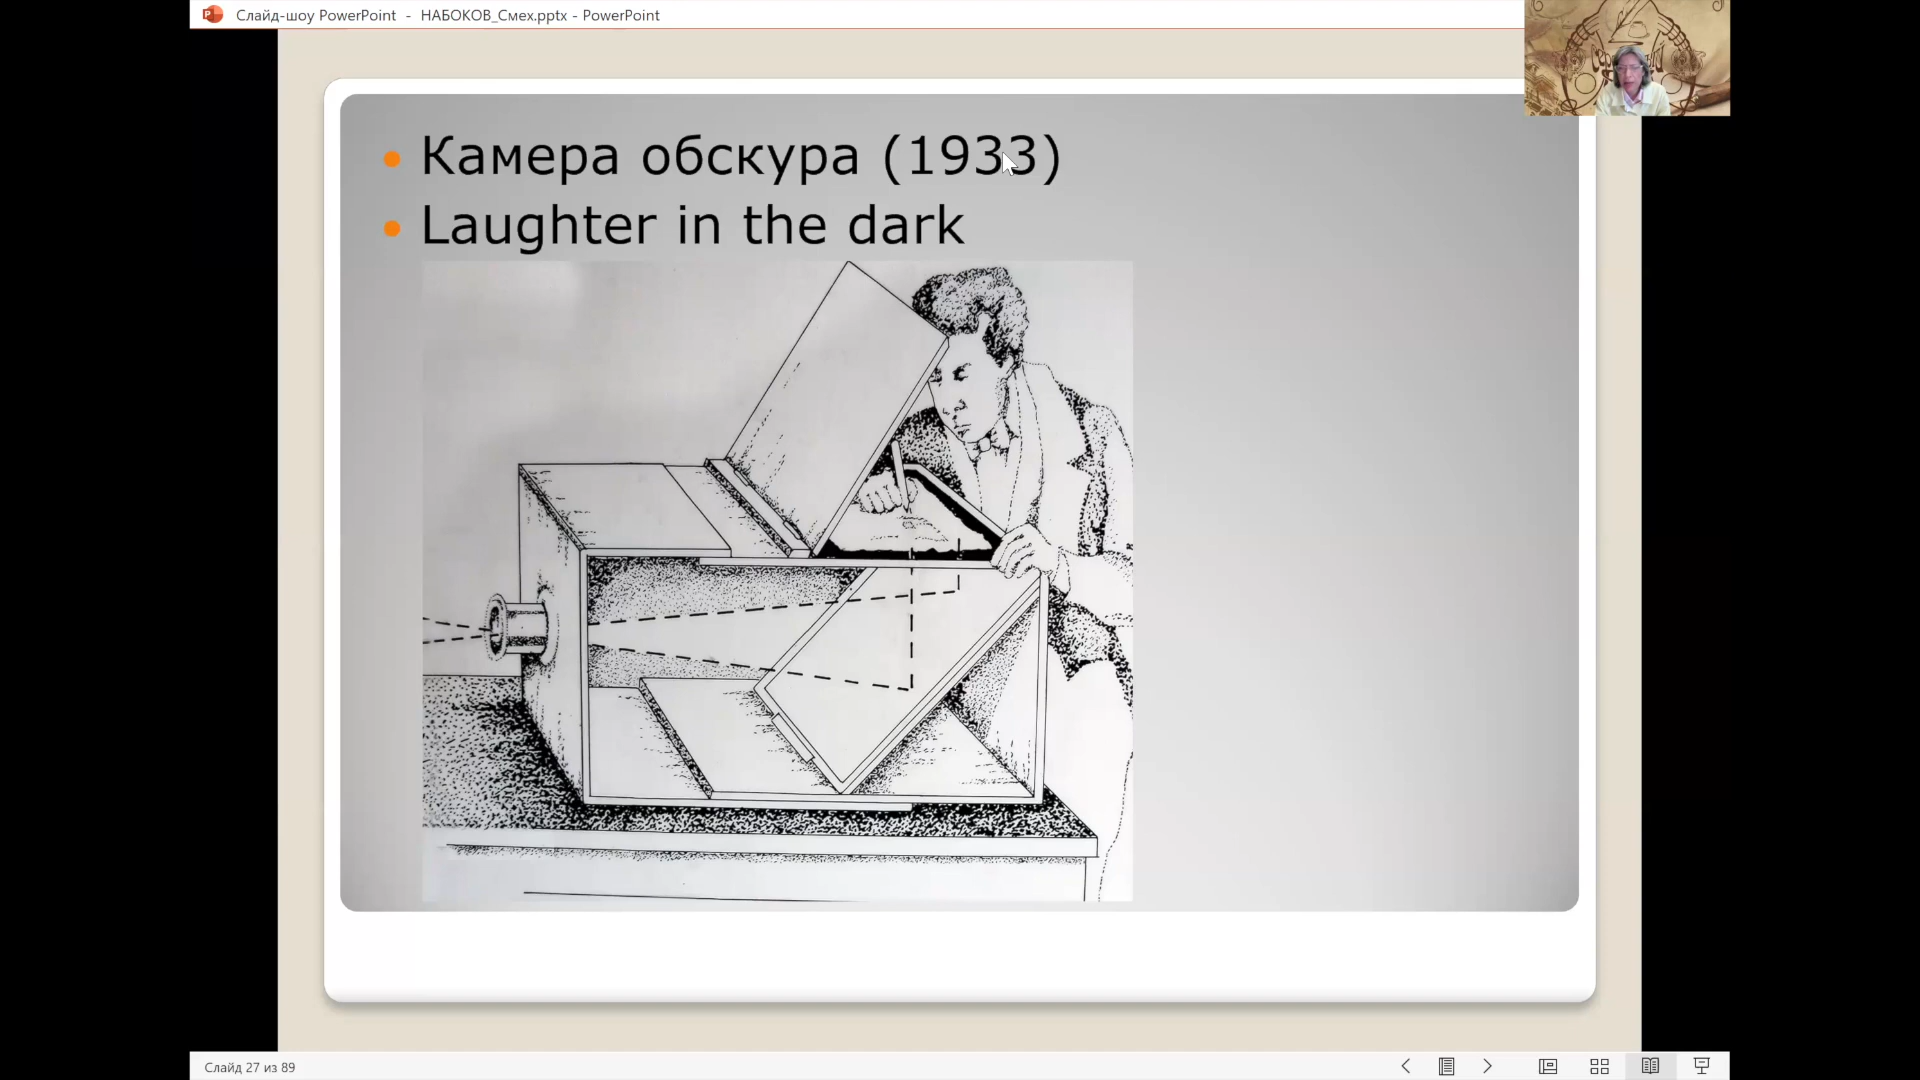 Слайд-шоу PowerPoint - НАБОКОВ_Смех.pptx - PowerPoint
Камера обскура (1933)
Laughter in the dark
Слайд 27 из 89